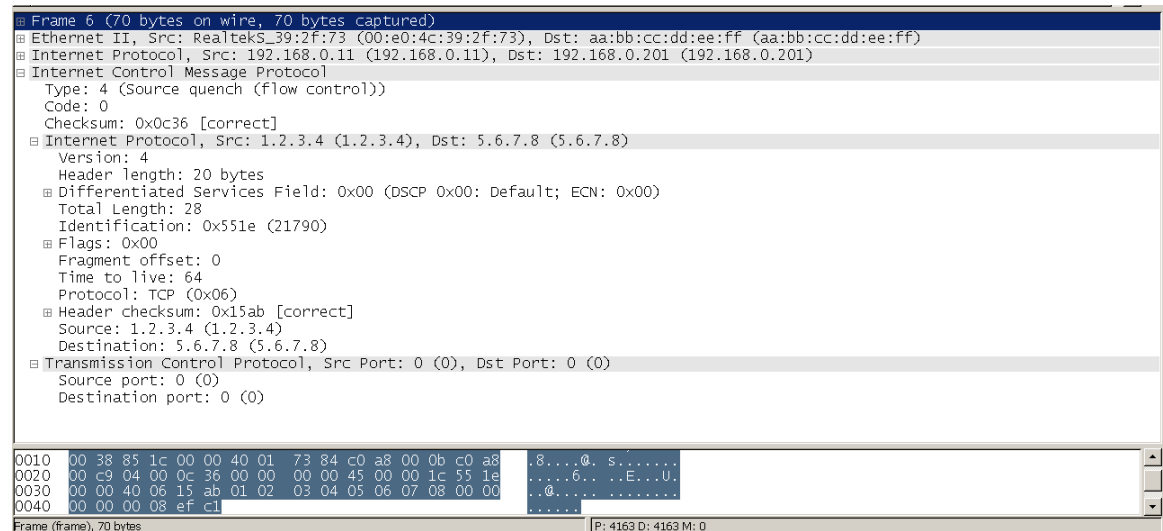 Frame 6 (70 bytes on wire, 70 bytes captured)
Ethernet II, Src: RealtekS_39:2f:73 (00:e0:4c:39:2f:73), Dst: aa:bb:cc:dd:ee:ff (aa:bb:cc:dd:ee:ff)
Internet Protocol, Src: 192.168.0.11 (192.168.0.11), Dst: 192.168.0.201 (192.168.0.201)
Internet Control Message Protocol
Type: 4 (Source quench (flow control))
Code: 0
Checksum: 0x0c36 [correct]
Internet Protocol, Src: 1.2.3.4 (1.2.3.4), Dst: 5.6.7.8 (5.6.7.8)
Version: 4
Header length: 20 bytes
Differentiated Services Field: 0x00 (DSCP 0x00: Default; ECN: 0x00)
Total Length: 28
Identification: 0x551e (21790)
Flags: 0x00
Fragment offset: 0
Time to live: 64
Protocol: TCP (0x06)
Header checksum: 0x15ab [correct]
Source: 1.2.3.4 (1.2.3.4)
Destination: 5.6.7.8 (5.6.7.8)
Transmission Control Protocol, Src Port: 0 (0), Dst Port: 0 (0)
Source port: 0 (0)
Destination port: 0 (0)
0010 00 38 85 1c 00 00 40 01 73 84 c0 a8 00 0b c0 a8 .8....@. s.......
0020 00 c9 04 00 0c 36 00 00 00 00 45 00 00 1c 55 1e .....6.. ..E...U.
0030 00 00 40 06 15 ab 01 02 03 04 05 06 07 08 00 00 ..@..... ........
0040 00 00 00 08 ef c1 ......
Frame (frame), 70 bytes P: 4163 D: 4163 M: 0